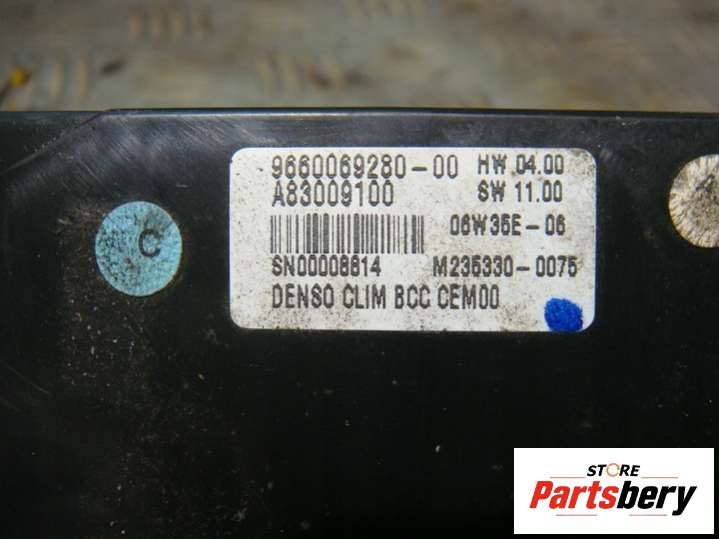 9660069280-00 HW 04.00
A83009100 SW 11.00
06W35E-06
SN00008814 M235330-0075
DENSO CLIM BCC CEM00
C
STORE
Partsbery